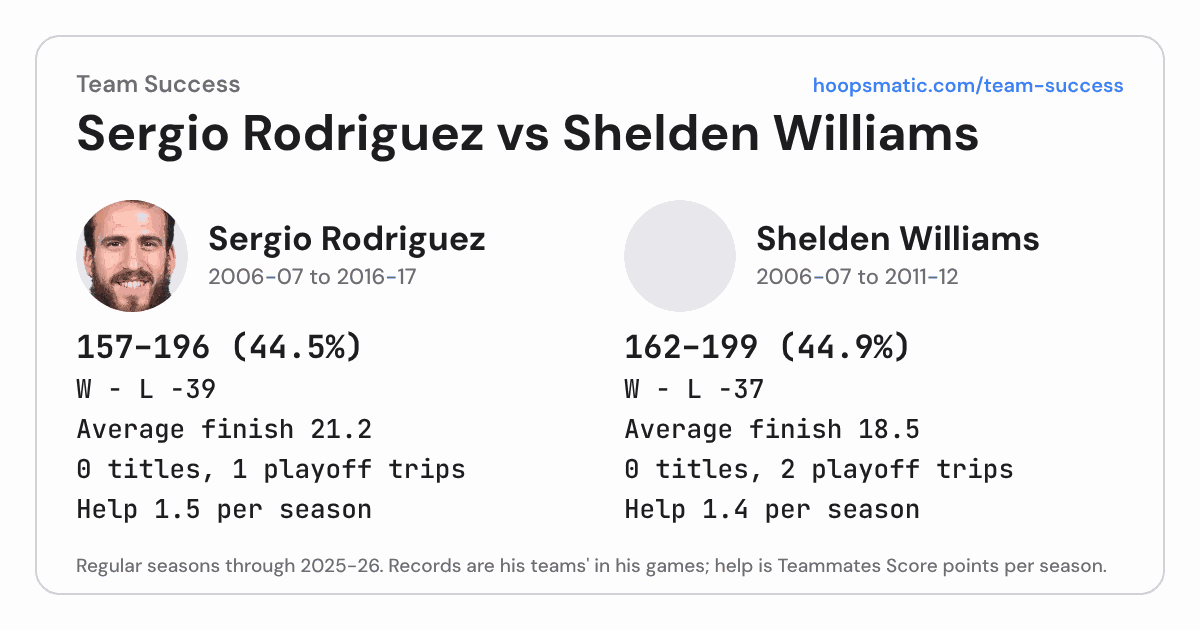 Team Success
hoopsmatic.com/team-success
Sergio Rodriguez vs Shelden Williams
Sergio Rodriguez
2006-07 to 2016-17
157-196 (44.5%)
W - L -39
Average finish 21.2
0 titles, 1 playoff trips
Help 1.5 per season
Shelden Williams
2006-07 to 2011-12
162-199 (44.9%)
W - L -37
Average finish 18.5
0 titles, 2 playoff trips
Help 1.4 per season
Regular seasons through 2025-26. Records are his teams' in his games; help is Teammates Score points per season.